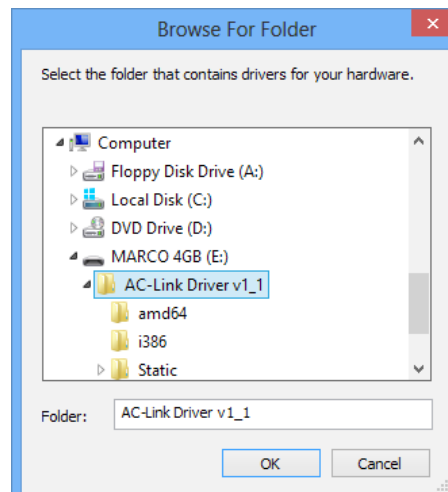 Browse For Folder
Select the folder that contains drivers for your hardware.
Computer
Floppy Disk Drive (A:)
Local Disk (C:)
DVD Drive (D:)
MARCO 4GB (E:)
AC-Link Driver v1_1
amd64
i386
Static
Folder: AC-Link Driver v1_1
OK Cancel